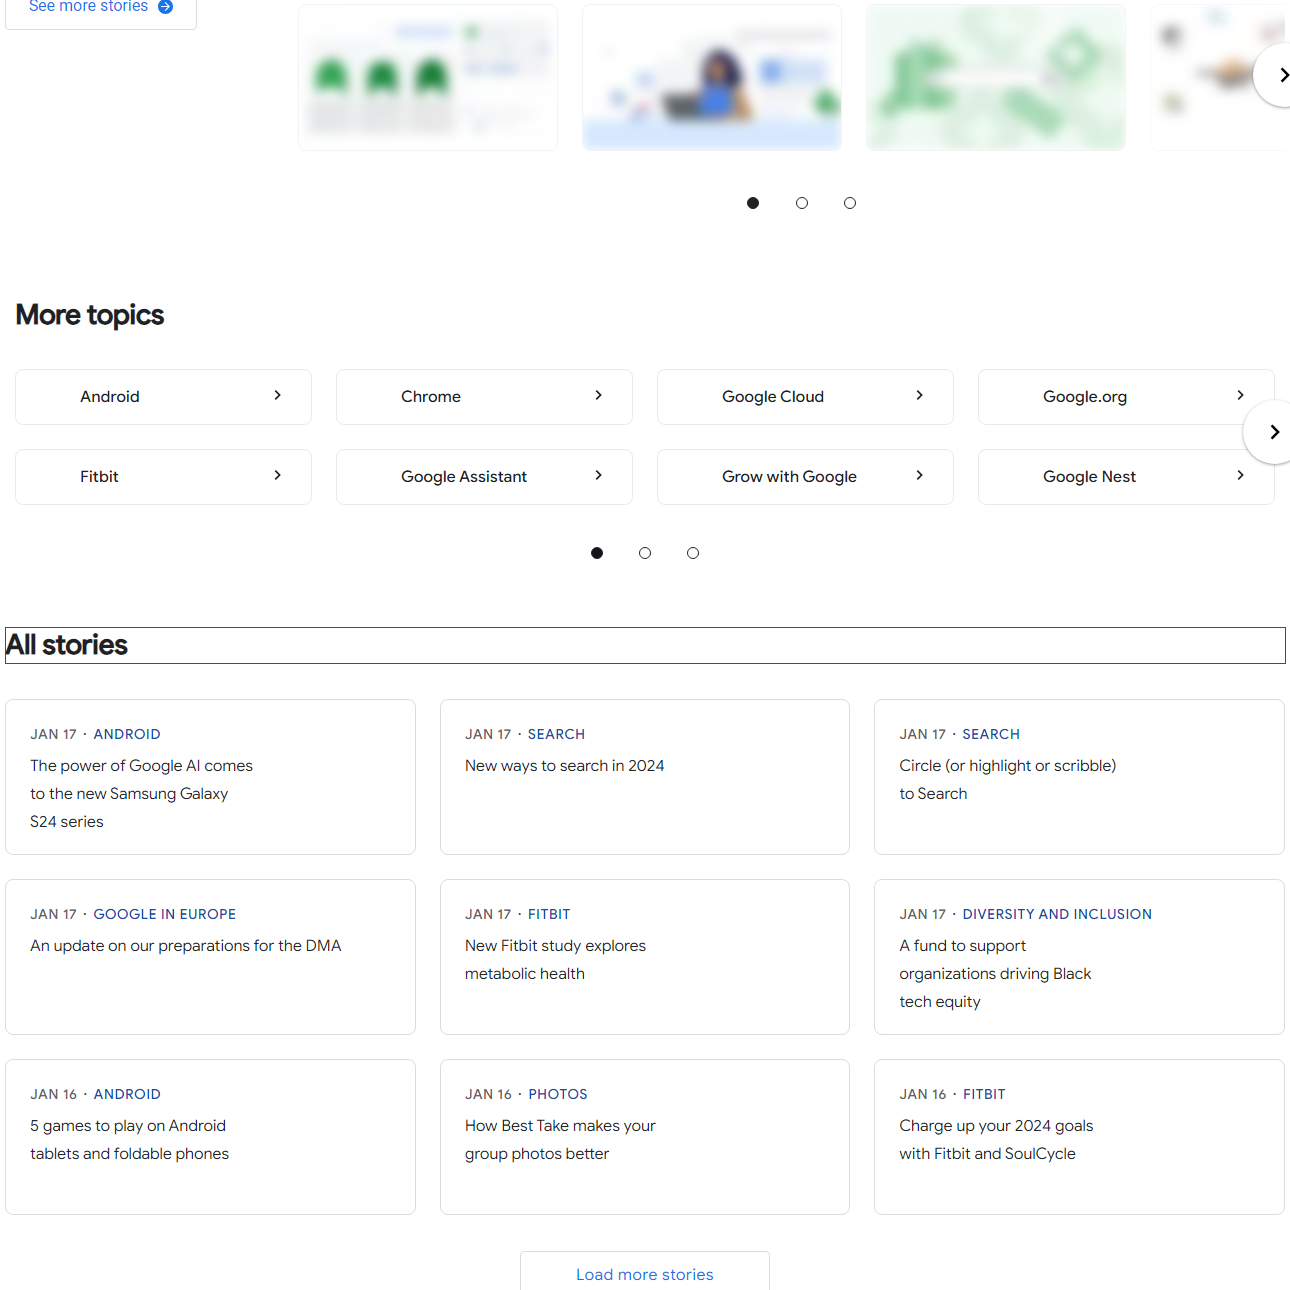 See more stories
More topics
Android
Chrome
Google Cloud
Google.org
Fitbit
Google Assistant
Grow with Google
Google Nest
All stories
JAN 17 · ANDROID
The power of Google AI comes
to the new Samsung Galaxy
S24 series
JAN 17 · SEARCH
New ways to search in 2024
JAN 17 · SEARCH
Circle (or highlight or scribble)
to Search
JAN 17 · GOOGLE IN EUROPE
An update on our preparations for the DMA
JAN 17 · FITBIT
New Fitbit study explores
metabolic health
JAN 17 · DIVERSITY AND INCLUSION
A fund to support
organizations driving Black
tech equity
JAN 16 · ANDROID
5 games to play on Android
tablets and foldable phones
JAN 16 · PHOTOS
How Best Take makes your
group photos better
JAN 16 · FITBIT
Charge up your 2024 goals
with Fitbit and SoulCycle
Load more stories